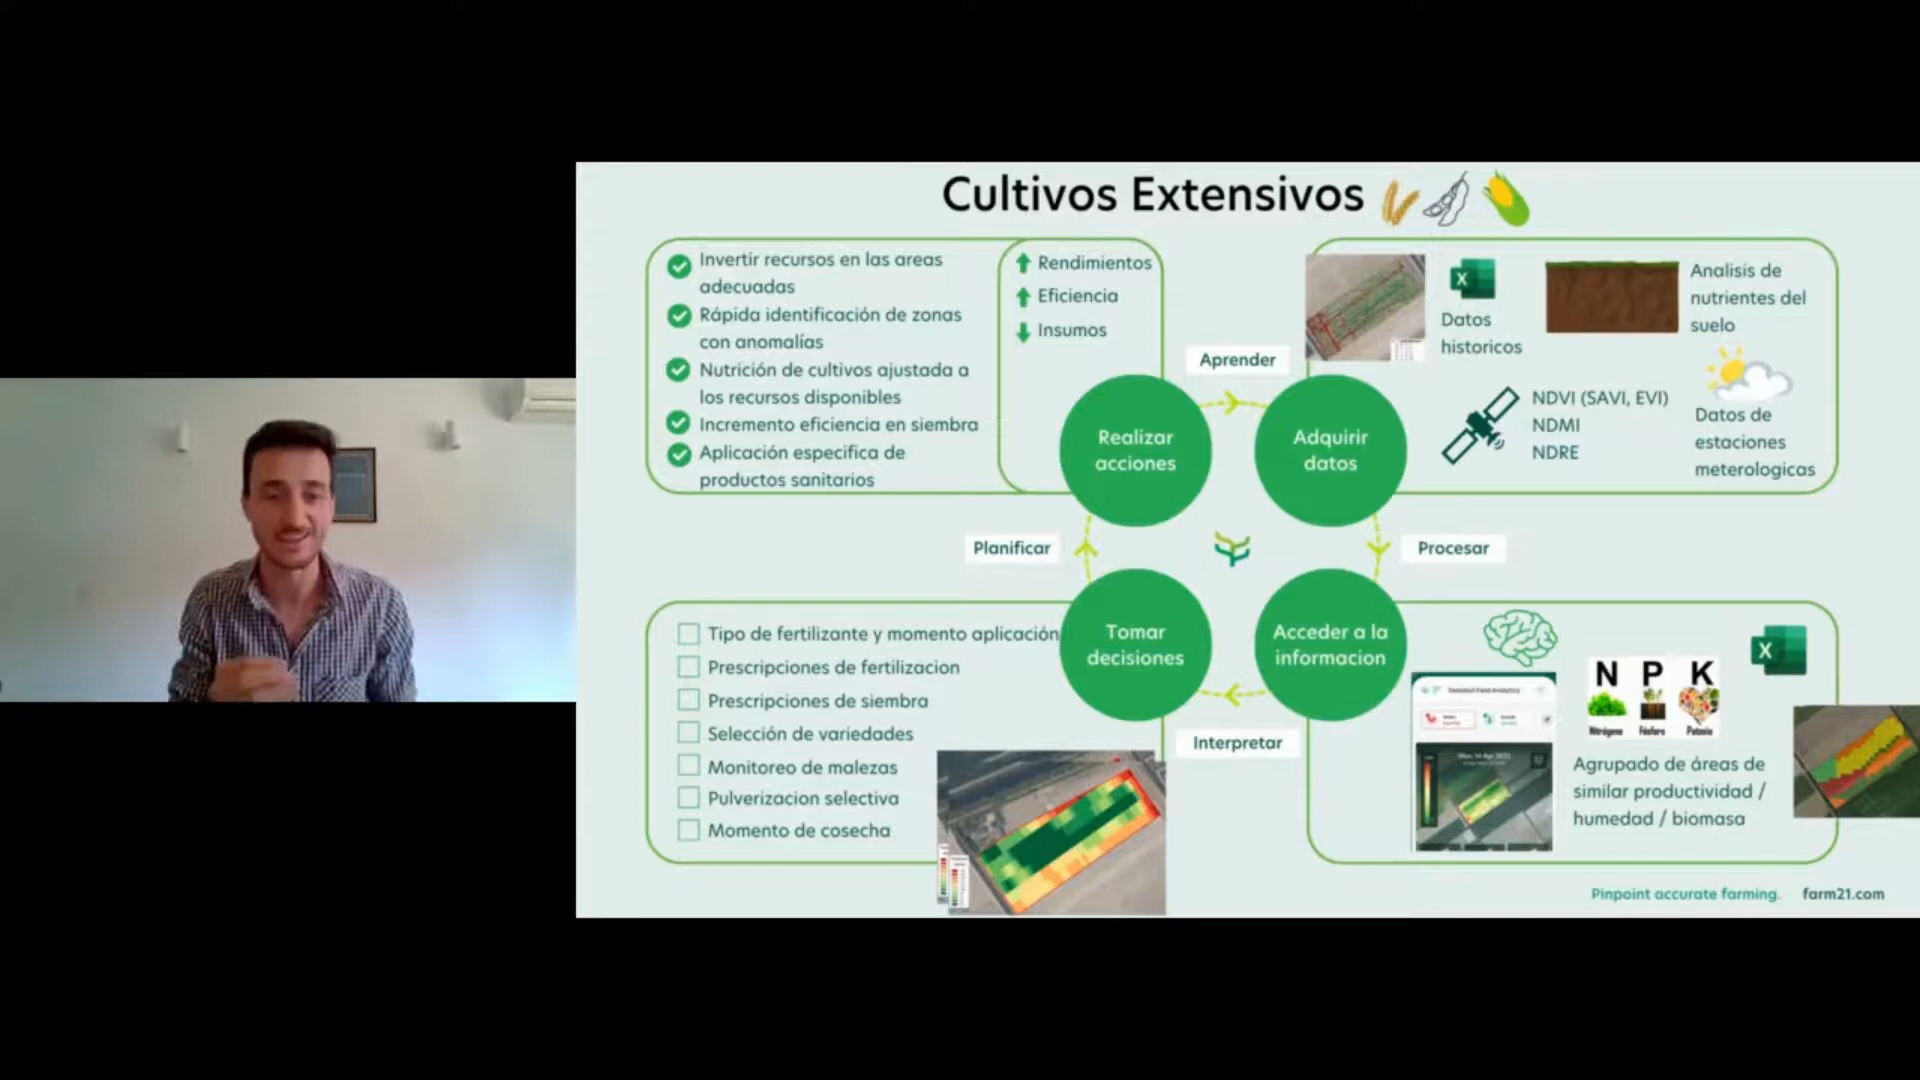 Cultivos Extensivos
Invertir recursos en las areas
adecuadas
Rápida identificación de zonas
con anomalías
Nutrición de cultivos ajustada a
los recursos disponibles
Incremento eficiencia en siembra
Aplicación especifica de
productos sanitarios
Rendimientos
Eficiencia
Insumos
Aprender
Realizar
acciones
Adquirir
datos
X
Datos
historicos
Analisis de
nutrientes del
suelo
NDVI (SAVI, EVI)
NDMI
NDRE
Datos de
estaciones
meterologicas
Planificar
Procesar
Tipo de fertilizante y momento aplicación
Prescripciones de fertilizacion
Prescripciones de siembra
Selección de variedades
Monitoreo de malezas
Pulverizacion selectiva
Momento de cosecha
Tomar
decisiones
Acceder a la
informacion
Interpretar
N P K
Nitrógeno Fósforo Potasio
X
Agrupado de áreas de
similar productividad /
humedad / biomasa
Pinpoint accurate farming. farm21.com